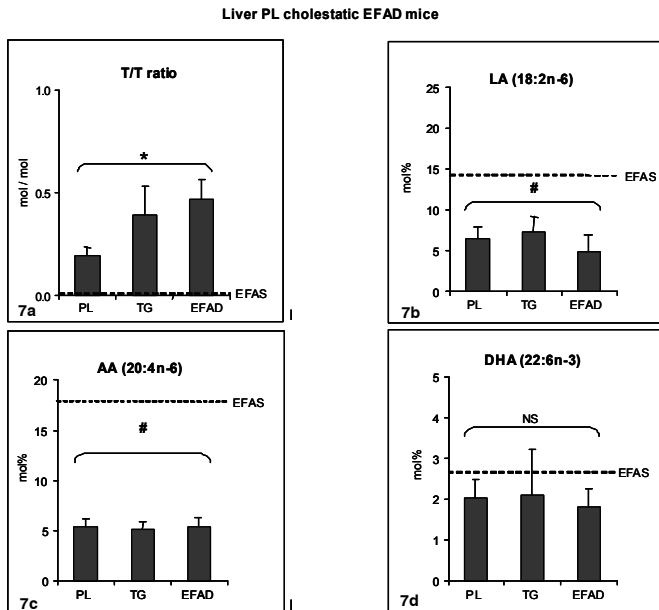 Liver PL cholestatic EFAD mice
T/T ratio
1.0
0.5
0.0
mol / mol
*
EFAS
PL TG EFAD
7a
LA (18:2n-6)
25
20
15
10
5
0
mol%
EFAS
#
PL TG EFAD
7b
AA (20:4n-6)
20
15
10
5
0
mol%
EFAS
#
PL TG EFAD
7c
DHA (22:6n-3)
5
4
3
2
1
0
mol%
NS
EFAS
PL TG EFAD
7d